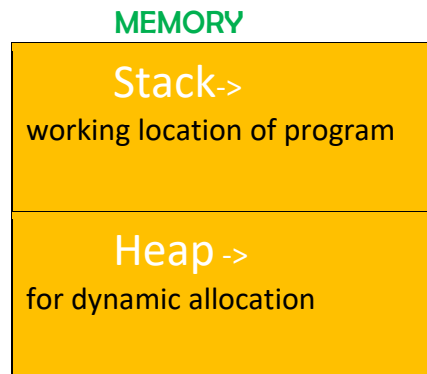 MEMORY
Stack->
working location of program
Heap ->
for dynamic allocation